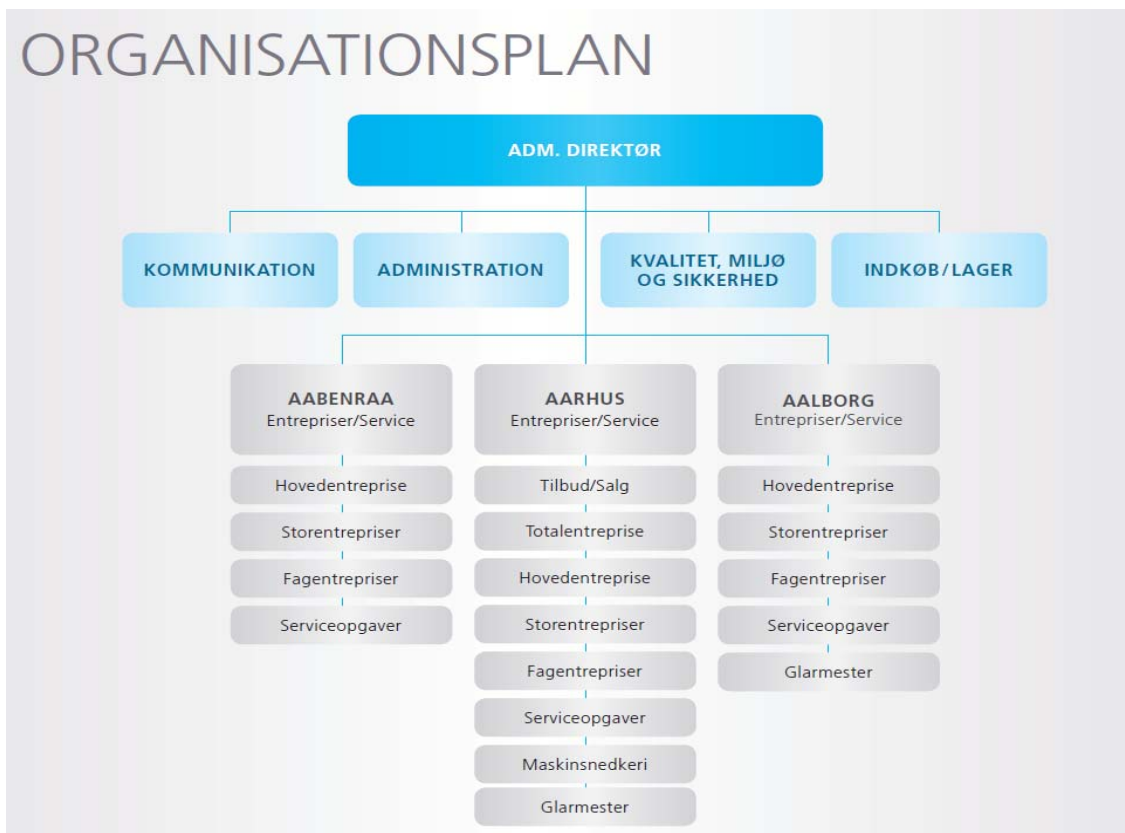 ORGANISATIONSPLAN
ADM. DIREKTØR
KOMMUNIKATION
ADMINISTRATION
KVALITET, MILJØ
OG SIKKERHED
INDKØB/LAGER
AABENRAA
Entrepriser/Service
Hovedentreprise
Storentrepriser
Fagentrepriser
Serviceopgaver
AARHUS
Entrepriser/Service
Tilbud/Salg
Totalentreprise
Hovedentreprise
Storentrepriser
Fagentrepriser
Serviceopgaver
Maskinsnedkeri
Glarmester
AALBORG
Entrepriser/Service
Hovedentreprise
Storentrepriser
Fagentrepriser
Serviceopgaver
Glarmester